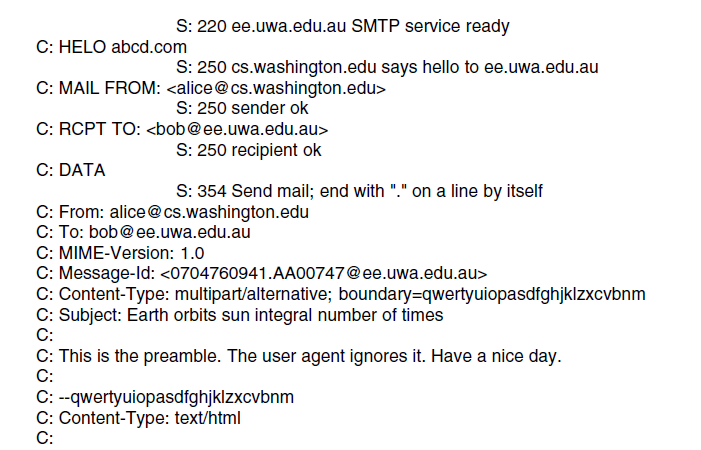 S: 220 ee.uwa.edu.au SMTP service ready
C: HELO abcd.com
S: 250 cs.washington.edu says hello to ee.uwa.edu.au
C: MAIL FROM: <alice@cs.washington.edu>
S: 250 sender ok
C: RCPT TO: <bob@ee.uwa.edu.au>
S: 250 recipient ok
C: DATA
S: 354 Send mail; end with "." on a line by itself
C: From: alice@cs.washington.edu
C: To: bob@ee.uwa.edu.au
C: MIME-Version: 1.0
C: Message-Id: <0704760941.AA00747@ee.uwa.edu.au>
C: Content-Type: multipart/alternative; boundary=qwertyuiopasdfghjklzxcvbnm
C: Subject: Earth orbits sun integral number of times
C:
C: This is the preamble. The user agent ignores it. Have a nice day.
C:
C: --qwertyuiopasdfghjklzxcvbnm
C: Content-Type: text/html
C: